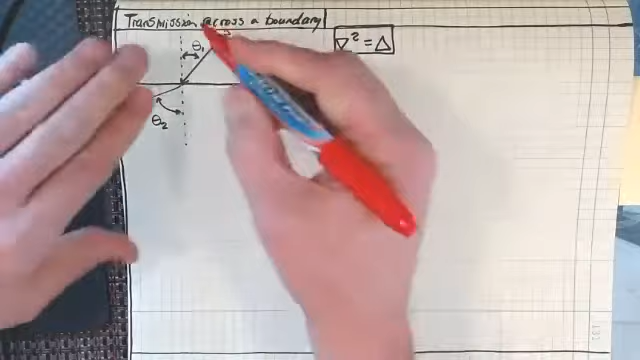 Transmission across a boundary
∇² = Δ
θ₁
θ₂